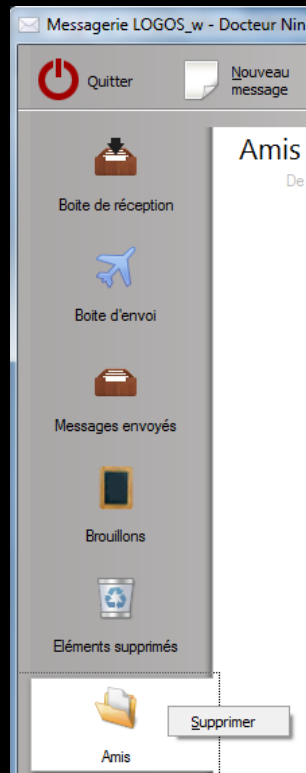 Messagerie LOGOS_w - Docteur Nin
Quitter
Nouveau
message
Amis
De
Boite de réception
Boite d'envoi
Messages envoyés
Brouillons
Eléments supprimés
Supprimer
Amis